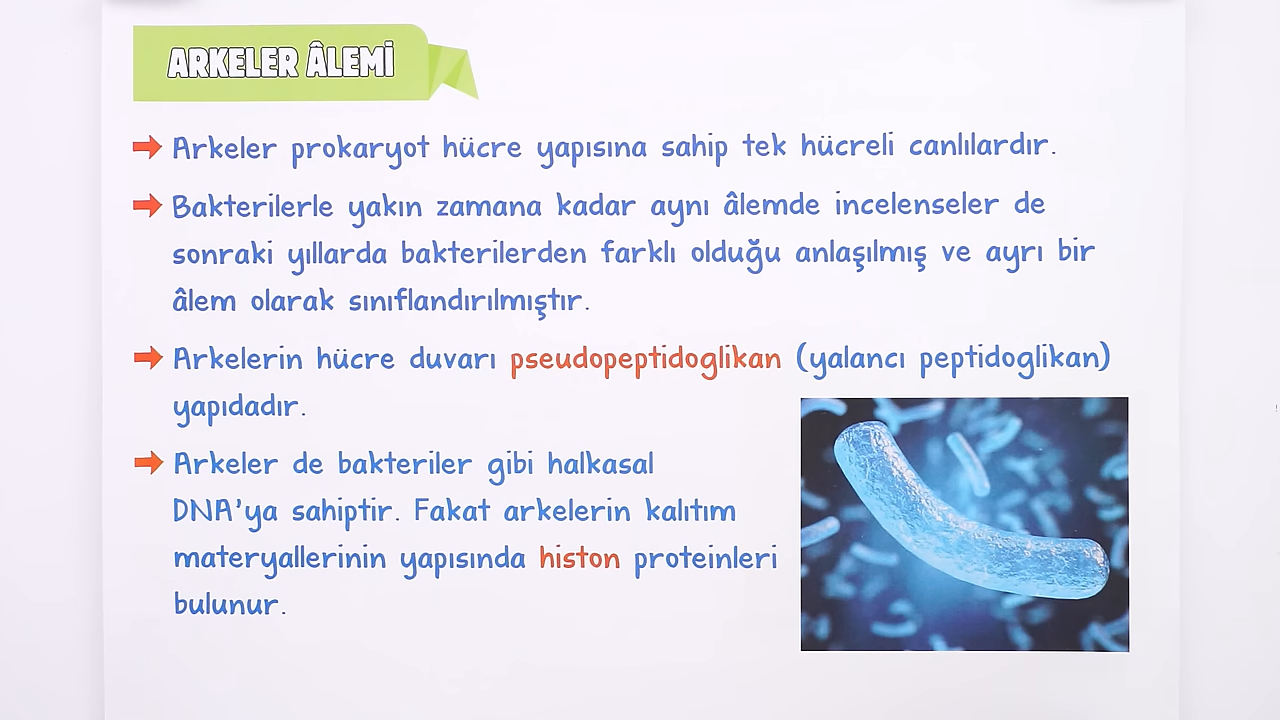 ARKELER ÂLEMİ
Arkeler prokaryot hücre yapısına sahip tek hücreli canlılardır.
Bakterilerle yakın zamana kadar aynı âlemde incelenseler de
sonraki yıllarda bakterilerden farklı olduğu anlaşılmış ve ayrı bir
âlem olarak sınıflandırılmıştır.
Arkelerin hücre duvarı pseudopeptidoglikan (yalancı peptidoglikan)
yapıdadır.
Arkeler de bakteriler gibi halkasal
DNA'ya sahiptir. Fakat arkelerin kalıtım
materyallerinin yapısında histon proteinleri
bulunur.